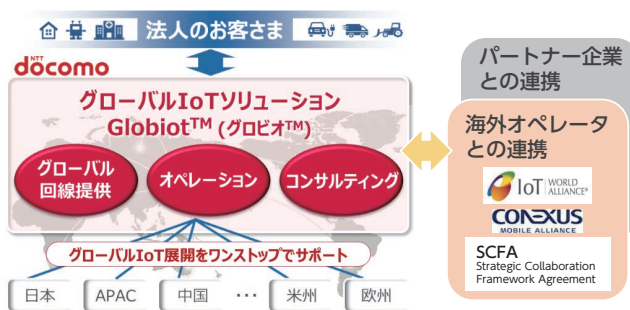 法人のお客さま
NTT
docomo
グローバルIoTソリューション
Globiot™ (グロビオ™)
グローバル
回線提供
オペレーション
コンサルティング
グローバルIoT展開をワンストップでサポート
日本
APAC
中国
・・・
米州
欧州
パートナー企業
との連携
海外オペレータ
との連携
IoT WORLD
ALLIANCE®
CONEXUS
MOBILE ALLIANCE
SCFA
Strategic Collaboration
Framework Agreement